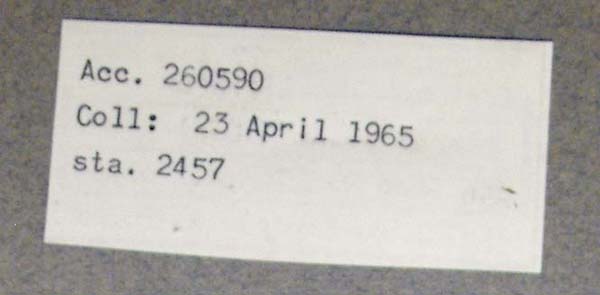 Acc. 260590
Coll: 23 April 1965
sta. 2457